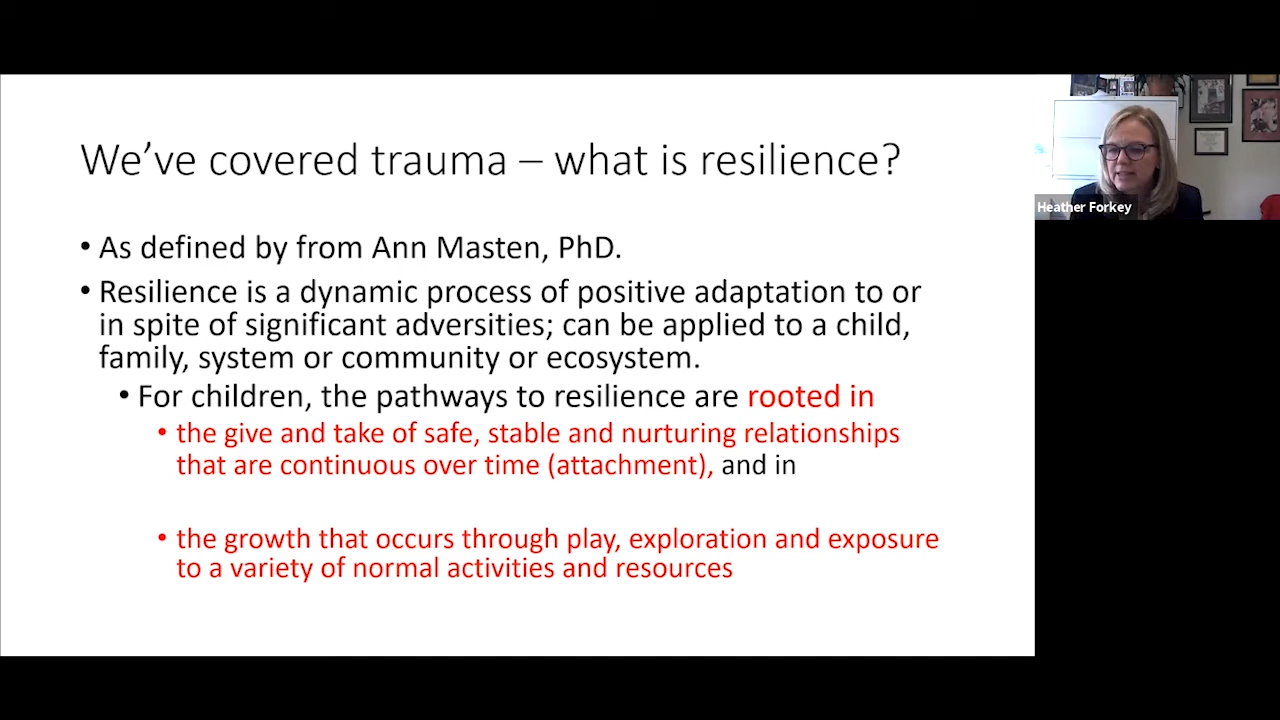 We’ve covered trauma – what is resilience?
• As defined by from Ann Masten, PhD.
• Resilience is a dynamic process of positive adaptation to or
in spite of significant adversities; can be applied to a child,
family, system or community or ecosystem.
• For children, the pathways to resilience are rooted in
• the give and take of safe, stable and nurturing relationships
that are continuous over time (attachment), and in
• the growth that occurs through play, exploration and exposure
to a variety of normal activities and resources
Heather Forkey